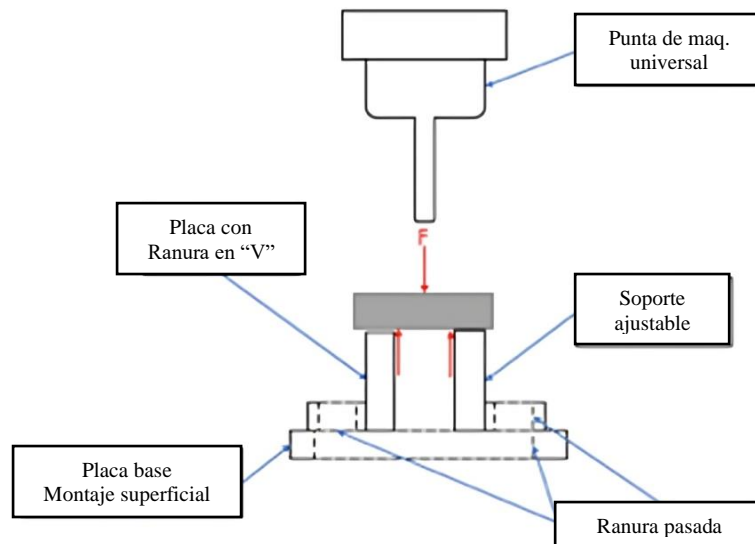 Punta de maq.
universal
Placa con
Ranura en “V”
F
Soporte
ajustable
Placa base
Montaje superficial
Ranura pasada